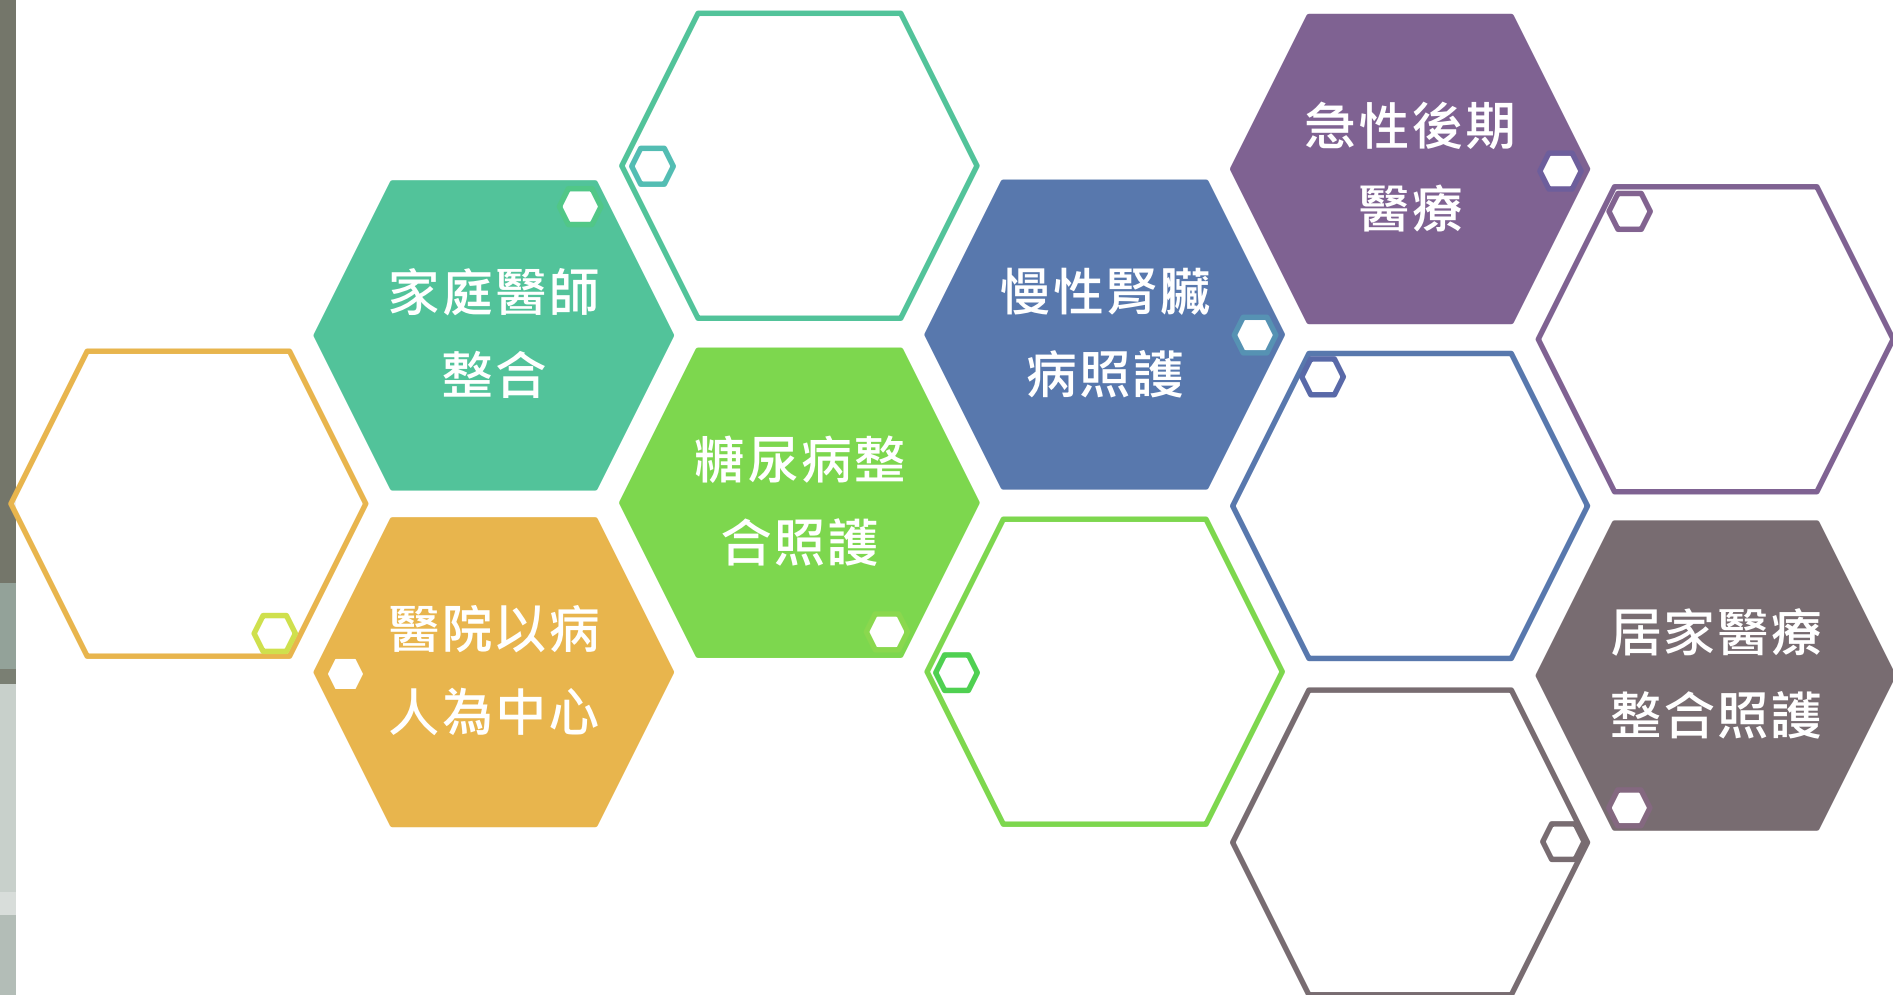 急性後期
醫療
家庭醫師
整合
慢性腎臟
病照護
糖尿病整
合照護
醫院以病
人為中心
居家醫療
整合照護